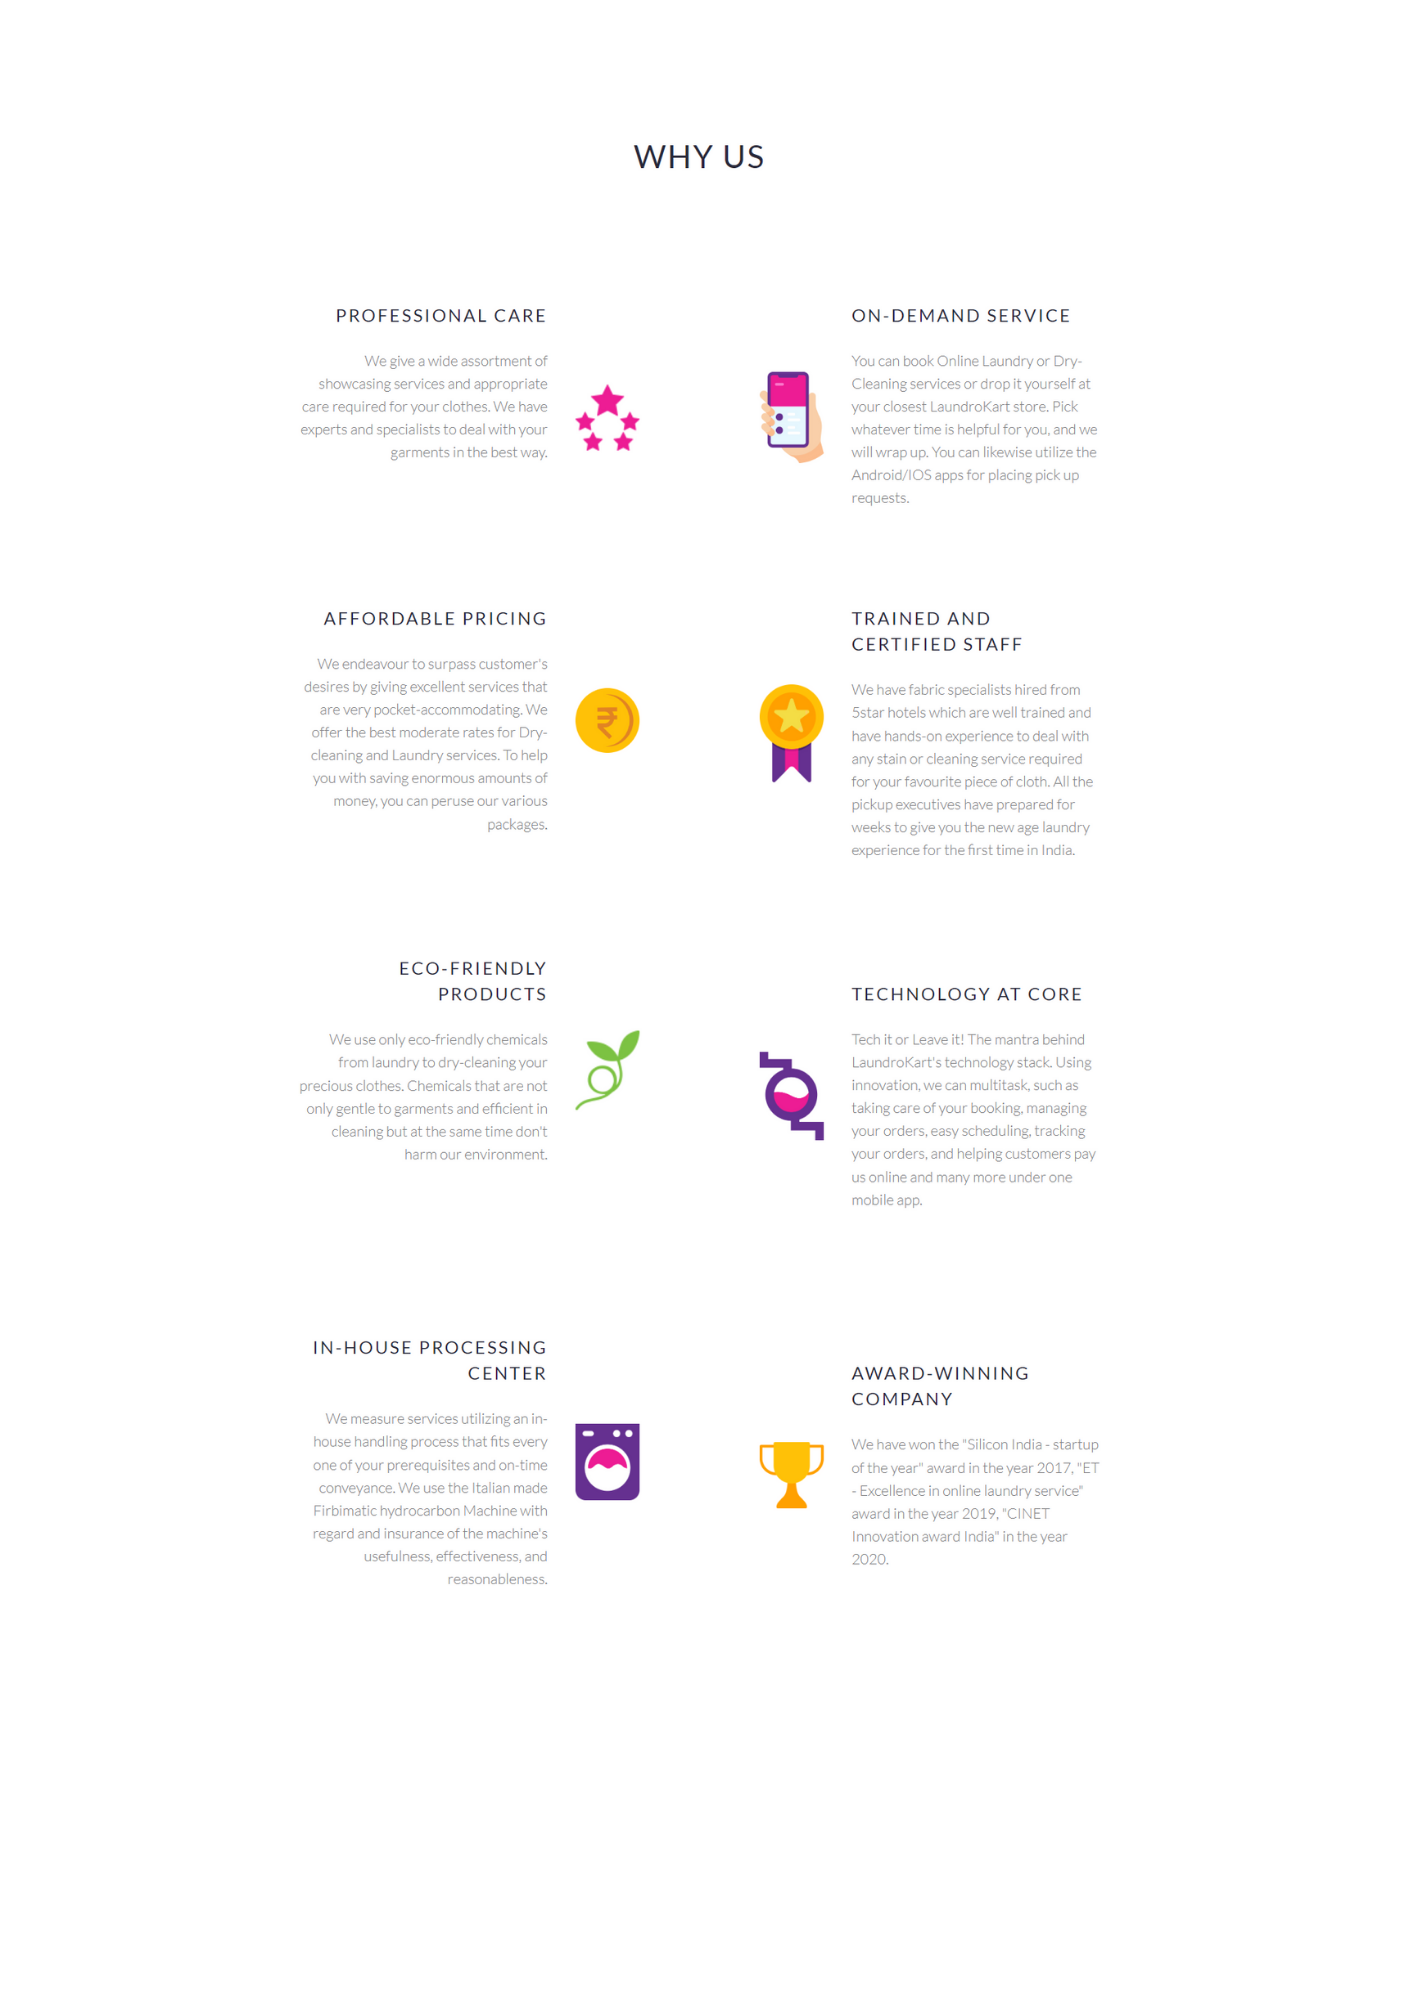 WHY US
PROFESSIONAL CARE
We give a wide assortment of
showcasing services and appropriate
care required for your clothes. We have
experts and specialists to deal with your
garments in the best way.
ON-DEMAND SERVICE
You can book Online Laundry or Dry-
Cleaning services or drop it yourself at
your closest LaundroKart store. Pick
whatever time is helpful for you, and we
will wrap up. You can likewise utilize the
Android/IOS apps for placing pick up
requests.
AFFORDABLE PRICING
We endeavour to surpass customer's
desires by giving excellent services that
are very pocket-accommodating. We
offer the best moderate rates for Dry-
cleaning and Laundry services. To help
you with saving enormous amounts of
money, you can peruse our various
packages.
TRAINED AND
CERTIFIED STAFF
We have fabric specialists hired from
5star hotels which are well trained and
have hands-on experience to deal with
any stain or cleaning service required
for your favourite piece of cloth. All the
pickup executives have prepared for
weeks to give you the new age laundry
experience for the first time in India.
ECO-FRIENDLY
PRODUCTS
We use only eco-friendly chemicals
from laundry to dry-cleaning your
precious clothes. Chemicals that are not
only gentle to garments and efficient in
cleaning but at the same time don't
harm our environment.
TECHNOLOGY AT CORE
Tech it or Leave it! The mantra behind
LaundroKart's technology stack. Using
innovation, we can multitask, such as
taking care of your booking, managing
your orders, easy scheduling, tracking
your orders, and helping customers pay
us online and many more under one
mobile app.
IN-HOUSE PROCESSING
CENTER
We measure services utilizing an in-
house handling process that fits every
one of your prerequisites and on-time
conveyance. We use the Italian made
Firbimatic hydrocarbon Machine with
regard and insurance of the machine's
usefulness, effectiveness, and
reasonableness.
AWARD-WINNING
COMPANY
We have won the "Silicon India - startup
of the year" award in the year 2017, "ET
- Excellence in online laundry service"
award in the year 2019, "CINET
Innovation award India" in the year
2020.